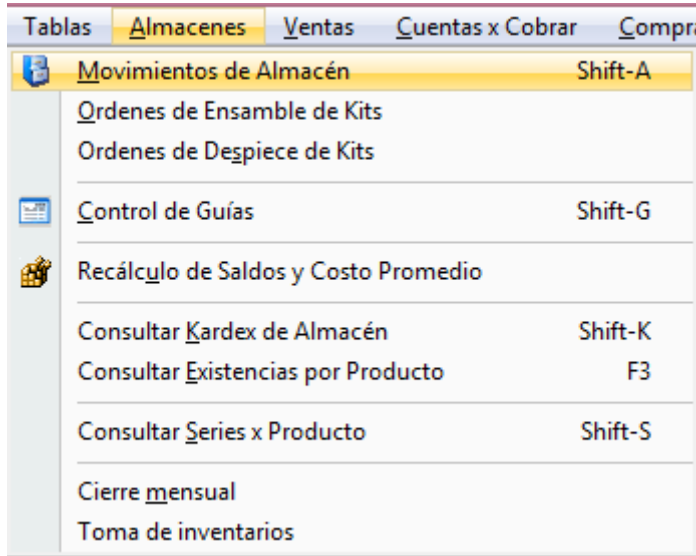 Tablas Almacenes Ventas Cuentas x Cobrar Compra
Movimientos de Almacén Shift-A
Ordenes de Ensamble de Kits
Ordenes de Despiece de Kits
Control de Guías Shift-G
Recálculo de Saldos y Costo Promedio
Consultar Kardex de Almacén Shift-K
Consultar Existencias por Producto F3
Consultar Series x Producto Shift-S
Cierre mensual
Toma de inventarios